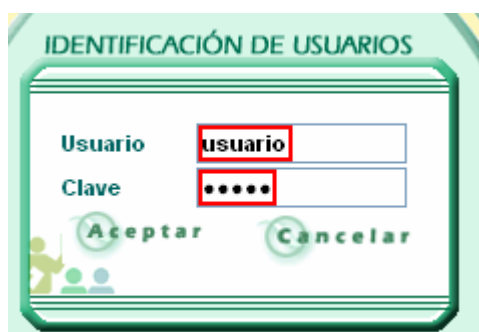 IDENTIFICACIÓN DE USUARIOS
Usuario usuario
Clave •••••
Aceptar Cancelar